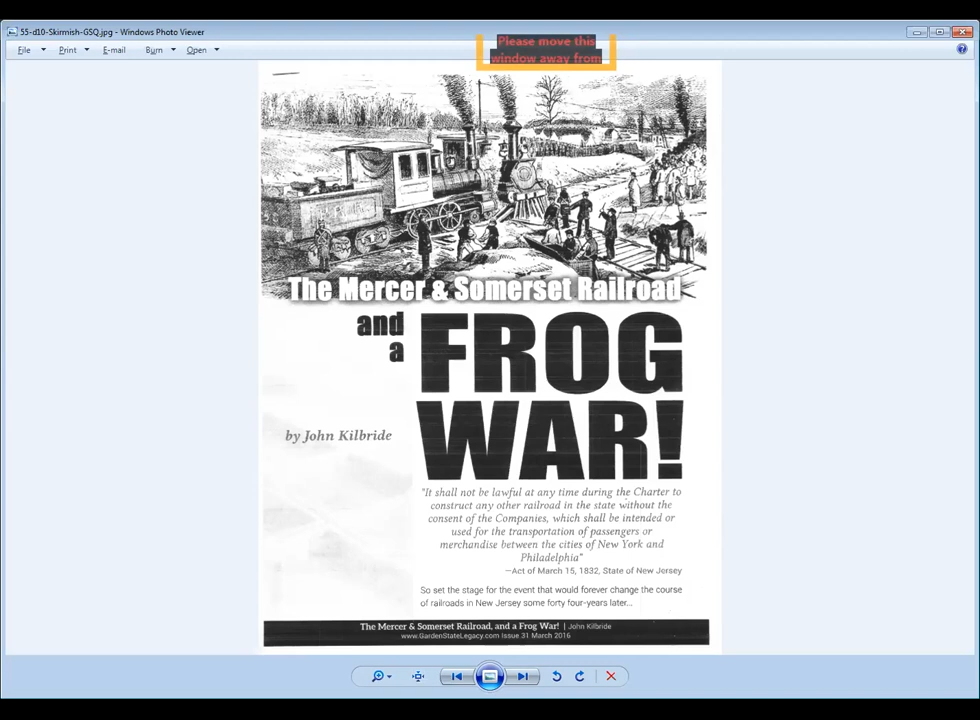 55-d10-Skirmish-GSQ.jpg - Windows Photo Viewer
File Print E-mail Burn Open
Please move this
window away from
The Mercer & Somerset Railroad
and
a
FROG
WAR!
by John Kilbride
"It shall not be lawful at any time during the Charter to
construct any other railroad in the state without the
consent of the Companies, which shall be intended or
used for the transportation of passengers or
merchandise between the cities of New York and
Philadelphia"
—Act of March 15, 1832, State of New Jersey
So set the stage for the event that would forever change the course
of railroads in New Jersey some forty four-years later...
The Mercer & Somerset Railroad, and a Frog War! | John Kilbride
www.GardenStateLegacy.com Issue 31 March 2016